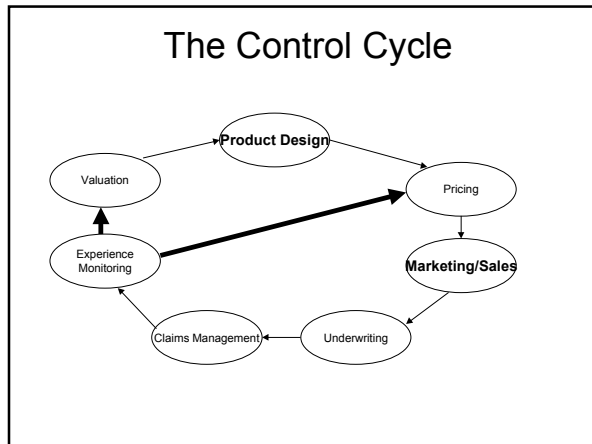 The Control Cycle
Product Design
Valuation
Pricing
Experience
Monitoring
Marketing/Sales
Claims Management
Underwriting